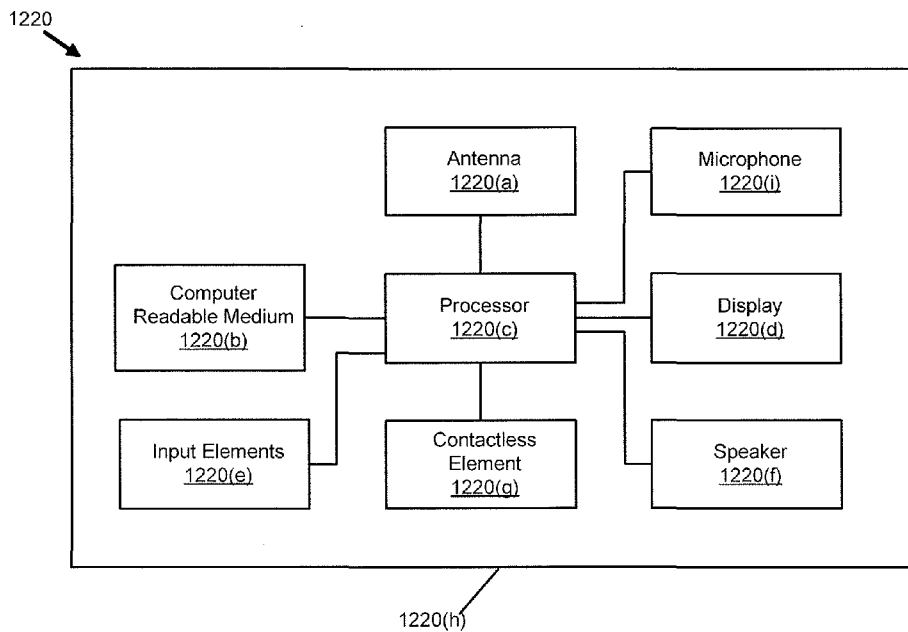 1220
Antenna
1220(a)
Microphone
1220(i)
Computer
Readable Medium
1220(b)
Processor
1220(c)
Display
1220(d)
Input Elements
1220(e)
Contactless
Element
1220(g)
Speaker
1220(f)
1220(h)